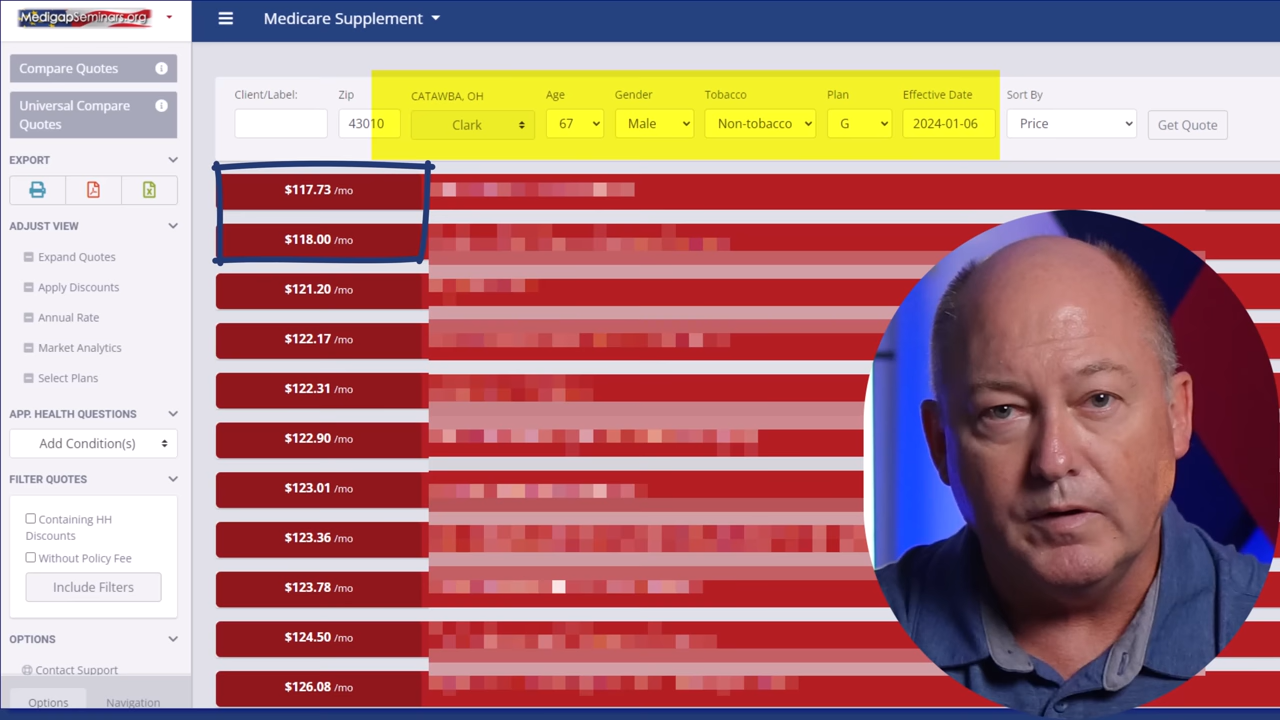 MedigapSeminars.org
Medicare Supplement
Compare Quotes
Universal Compare
Quotes
EXPORT
ADJUST VIEW
Expand Quotes
Apply Discounts
Annual Rate
Market Analytics
Select Plans
APP. HEALTH QUESTIONS
Add Condition(s)
FILTER QUOTES
Containing HH
Discounts
Without Policy Fee
Include Filters
OPTIONS
Contact Support
Options Navigation
Client/Label: Zip CATAWBA, OH Age Gender Tobacco Plan Effective Date Sort By
43010 Clark 67 Male Non-tobacco G 2024-01-06 Price Get Quote
$117.73 /mo
$118.00 /mo
$121.20 /mo
$122.17 /mo
$122.31 /mo
$122.90 /mo
$123.01 /mo
$123.36 /mo
$123.78 /mo
$124.50 /mo
$126.08 /mo